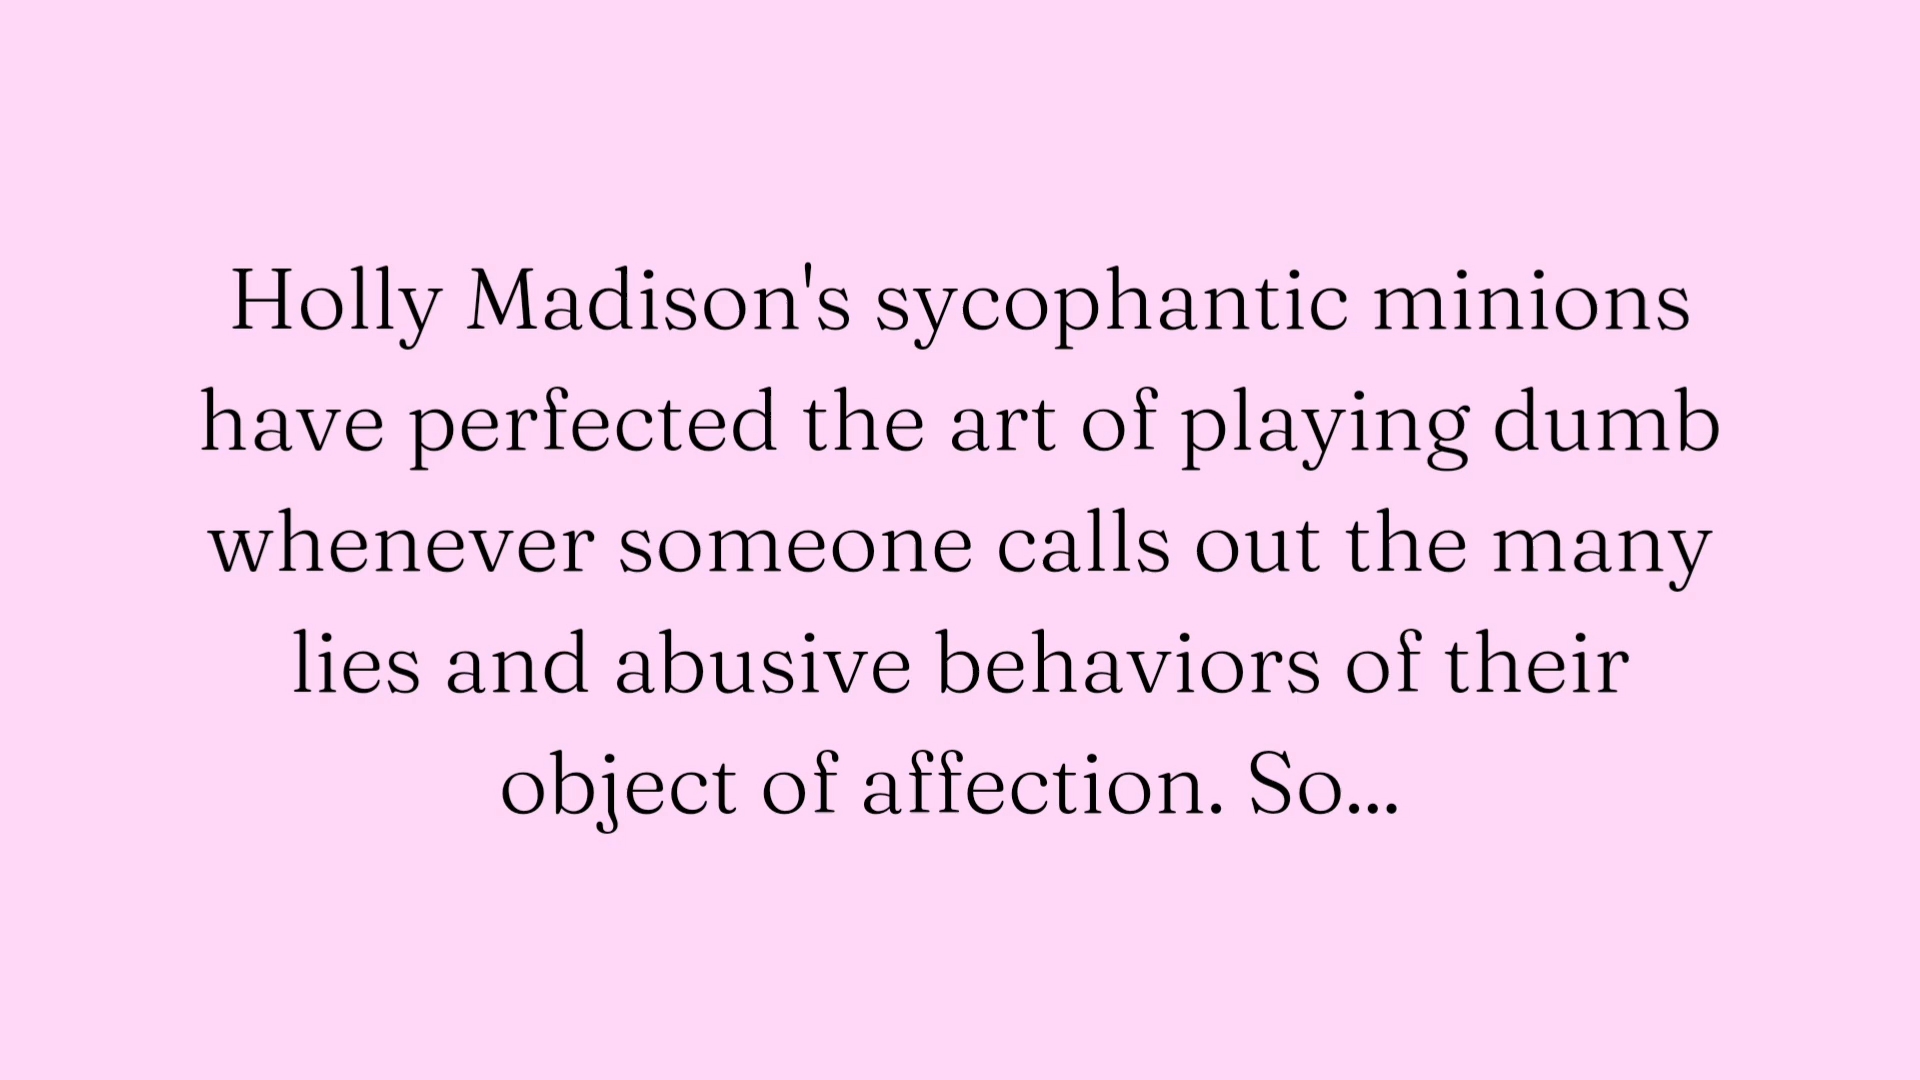 Holly Madison's sycophantic minions
have perfected the art of playing dumb
whenever someone calls out the many
lies and abusive behaviors of their
object of affection. So...